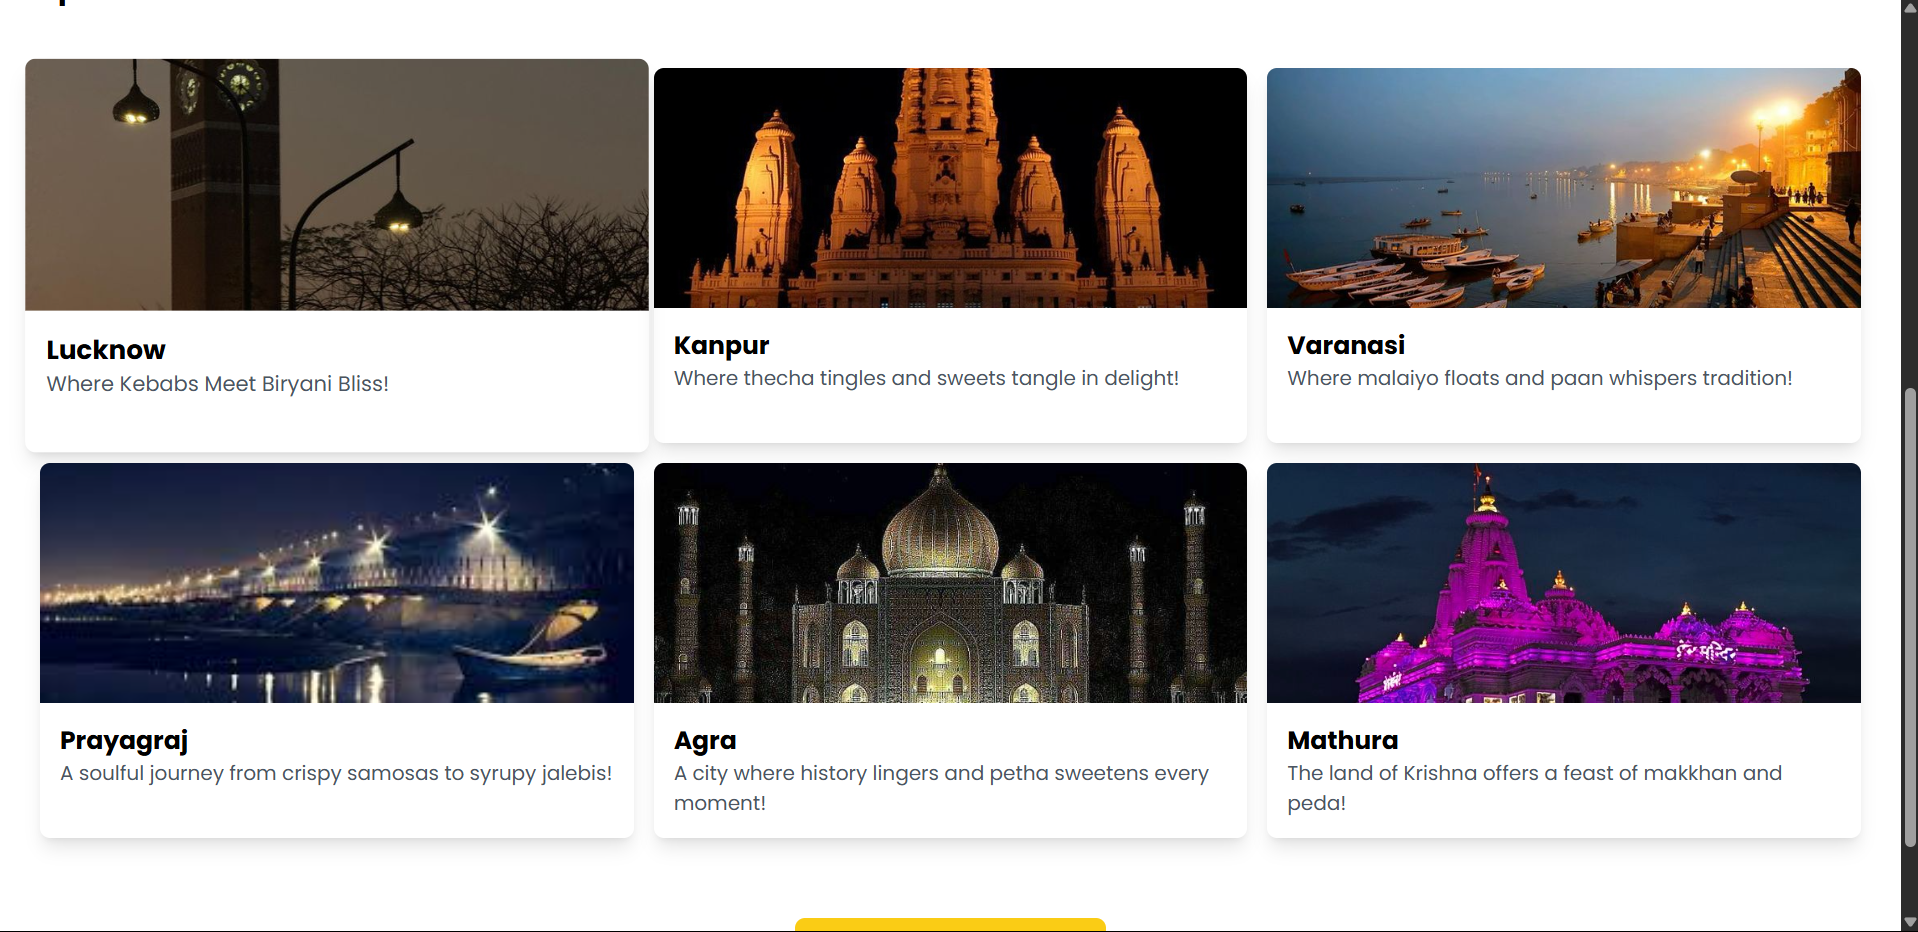 Lucknow
Where Kebabs Meet Biryani Bliss!
Kanpur
Where thecha tingles and sweets tangle in delight!
Varanasi
Where malaiyo floats and paan whispers tradition!
Prayagraj
A soulful journey from crispy samosas to syrupy jalebis!
Agra
A city where history lingers and petha sweetens every
moment!
Mathura
The land of Krishna offers a feast of makkhan and
peda!